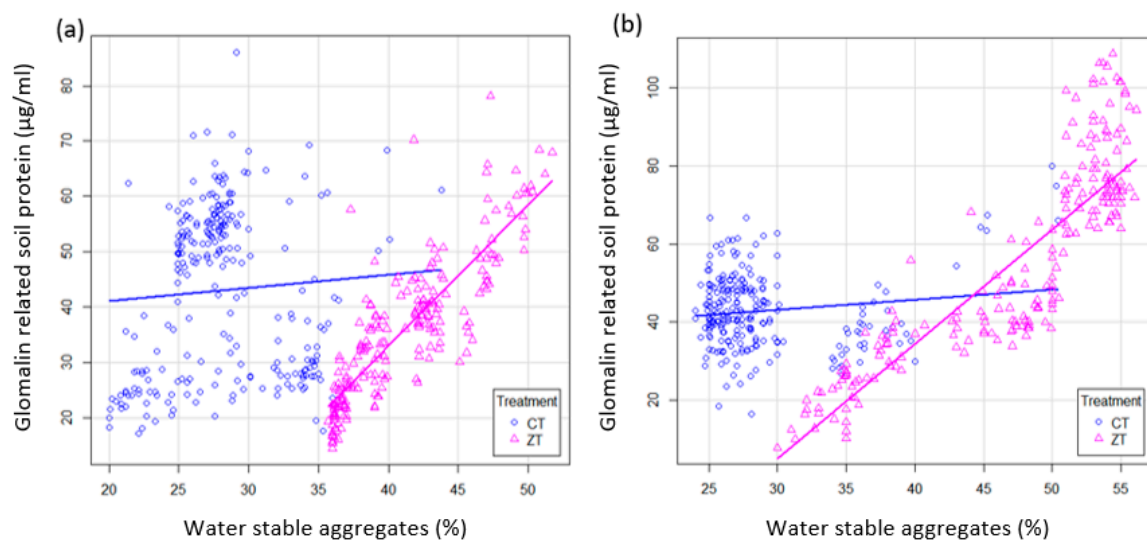 (a)
Glomalin related soil protein (µg/ml)
80
70
60
50
40
30
20
20 25 30 35 40 45 50
Water stable aggregates (%)
Treatment
CT
ZT
(b)
Glomalin related soil protein (µg/ml)
100
80
60
40
20
25 30 35 40 45 50 55
Water stable aggregates (%)
Treatment
CT
ZT